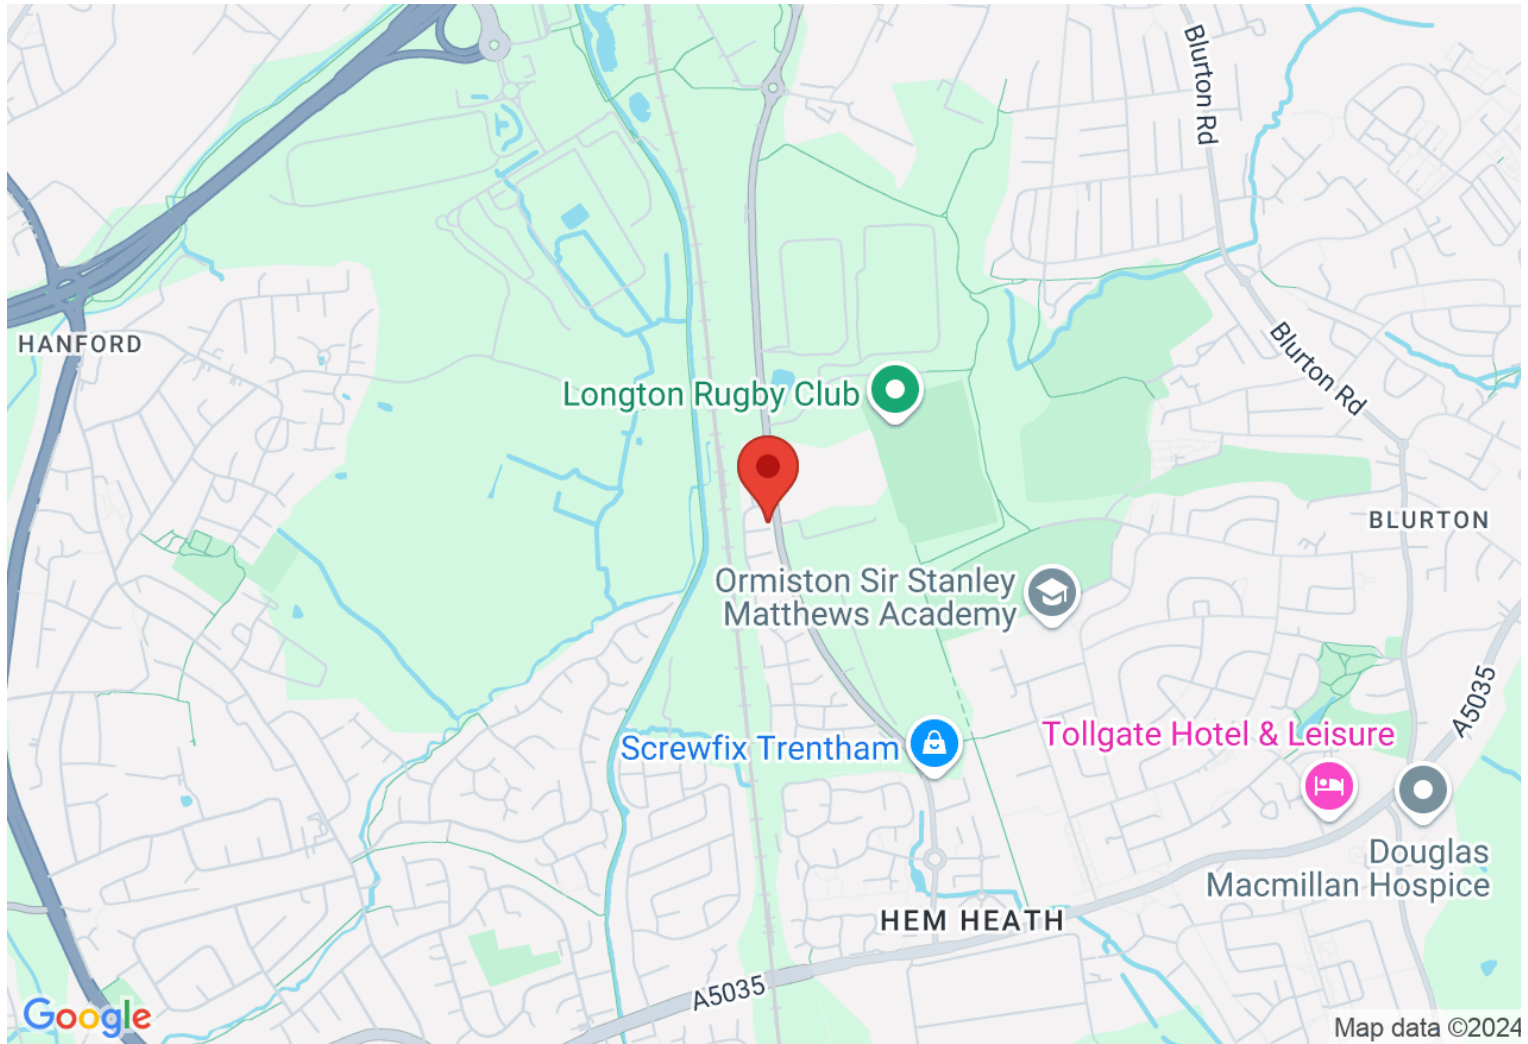 Blurton Rd
HANFORD
Blurton Rd
Longton Rugby Club
BLURTON
Ormiston Sir Stanley
Matthews Academy
A5035
Tollgate Hotel & Leisure
Screwfix Trentham
Douglas
Macmillan Hospice
HEM HEATH
A5035
Google
Map data ©2024